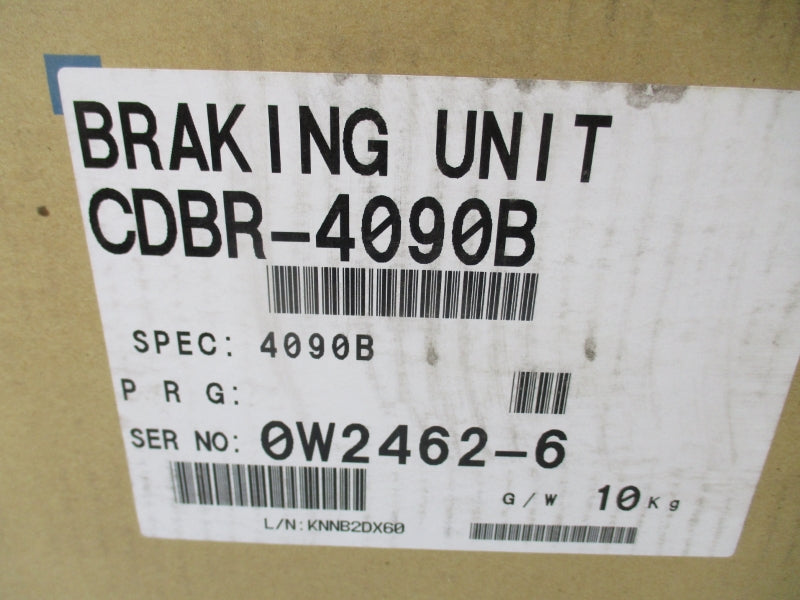 BRAKING UNIT
CDBR-4090B
SPEC: 4090B
P R G:
SER NO: 0W2462-6
G/W 10Kg
L/N:KNNB2DX60